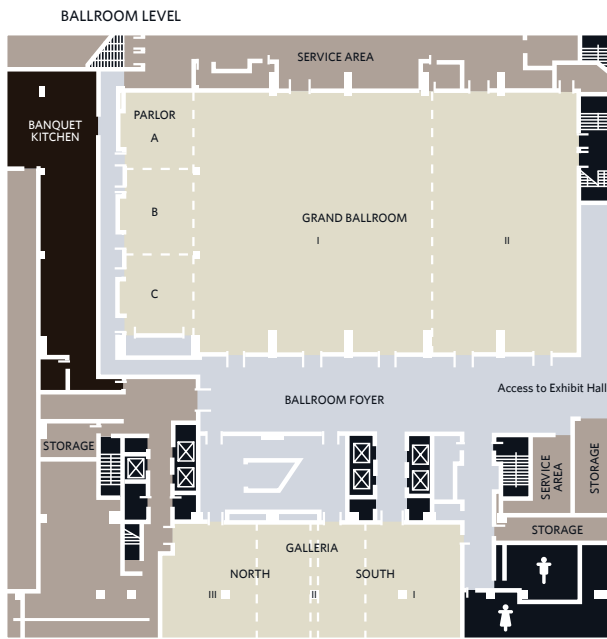 BALLROOM LEVEL
SERVICE AREA
PARLOR
A
BANQUET
KITCHEN
B
GRAND BALLROOM
I
II
C
Access to Exhibit Hall
BALLROOM FOYER
STORAGE
SERVICE
AREA
STORAGE
STORAGE
GALLERIA
NORTH
SOUTH
III
II
I